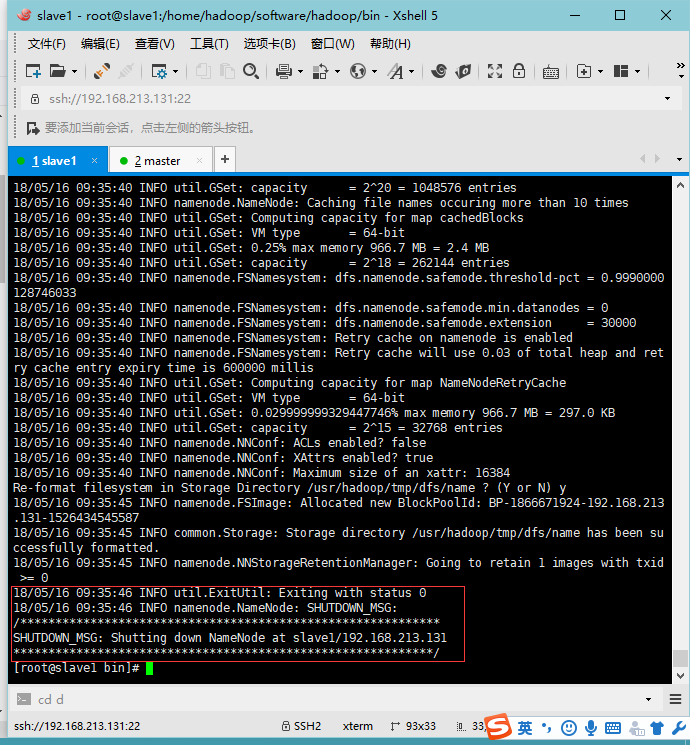 slave1 - root@slave1:/home/hadoop/software/hadoop/bin - Xshell 5
文件(F) 编辑(E) 查看(V) 工具(T) 选项卡(B) 窗口(W) 帮助(H)
ssh://192.168.213.131:22
要添加当前会话，点击左侧的箭头按钮。
1 slave1 × 2 master × +
18/05/16 09:35:40 INFO util.GSet: capacity      = 2^20 = 1048576 entries
18/05/16 09:35:40 INFO namenode.NameNode: Caching file names occuring more than 10 times
18/05/16 09:35:40 INFO util.GSet: Computing capacity for map cachedBlocks
18/05/16 09:35:40 INFO util.GSet: VM type       = 64-bit
18/05/16 09:35:40 INFO util.GSet: 0.25% max memory 966.7 MB = 2.4 MB
18/05/16 09:35:40 INFO util.GSet: capacity      = 2^18 = 262144 entries
18/05/16 09:35:40 INFO namenode.FSNamesystem: dfs.namenode.safemode.threshold-pct = 0.9990000
128746033
18/05/16 09:35:40 INFO namenode.FSNamesystem: dfs.namenode.safemode.min.datanodes = 0
18/05/16 09:35:40 INFO namenode.FSNamesystem: dfs.namenode.safemode.extension     = 30000
18/05/16 09:35:40 INFO namenode.FSNamesystem: Retry cache on namenode is enabled
18/05/16 09:35:40 INFO namenode.FSNamesystem: Retry cache will use 0.03 of total heap and ret
ry cache entry expiry time is 600000 millis
18/05/16 09:35:40 INFO util.GSet: Computing capacity for map NameNodeRetryCache
18/05/16 09:35:40 INFO util.GSet: VM type       = 64-bit
18/05/16 09:35:40 INFO util.GSet: 0.029999999329447746% max memory 966.7 MB = 297.0 KB
18/05/16 09:35:40 INFO util.GSet: capacity      = 2^15 = 32768 entries
18/05/16 09:35:40 INFO namenode.NNConf: ACLs enabled? false
18/05/16 09:35:40 INFO namenode.NNConf: XAttrs enabled? true
18/05/16 09:35:40 INFO namenode.NNConf: Maximum size of an xattr: 16384
Re-format filesystem in Storage Directory /usr/hadoop/tmp/dfs/name ? (Y or N) y
18/05/16 09:35:45 INFO namenode.FSImage: Allocated new BlockPoolId: BP-1866671924-192.168.213
.131-1526434545587
18/05/16 09:35:45 INFO common.Storage: Storage directory /usr/hadoop/tmp/dfs/name has been su
ccessfully formatted.
18/05/16 09:35:45 INFO namenode.NNStorageRetentionManager: Going to retain 1 images with txid
 >= 0
18/05/16 09:35:46 INFO util.ExitUtil: Exiting with status 0
18/05/16 09:35:46 INFO namenode.NameNode: SHUTDOWN_MSG:
/************************************************************
SHUTDOWN_MSG: Shutting down NameNode at slave1/192.168.213.131
************************************************************/
[root@slave1 bin]#
cd d
ssh://192.168.213.131:22 SSH2 xterm 93x33 33, 英